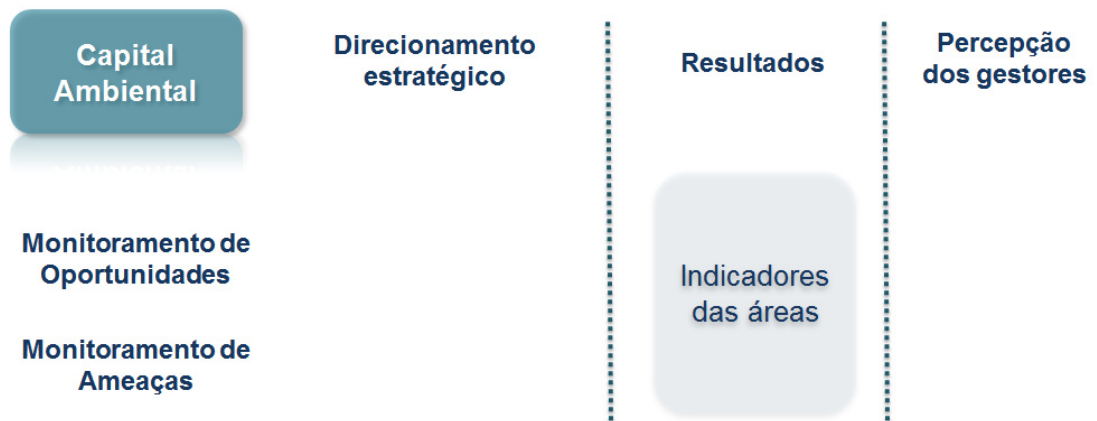 Capital
Ambiental
Direcionamento
estratégico
Resultados
Percepção
dos gestores
Monitoramento de
Oportunidades
Indicadores
das áreas
Monitoramento de
Ameaças